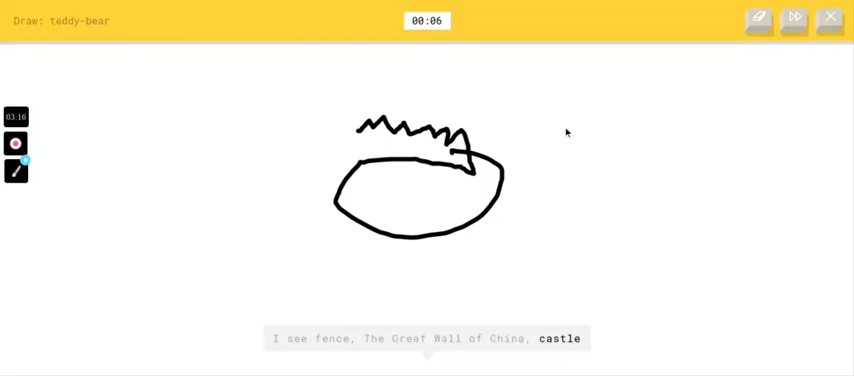 Draw: teddy-bear
00:06
03:16
I see fence, The Great Wall of China, castle